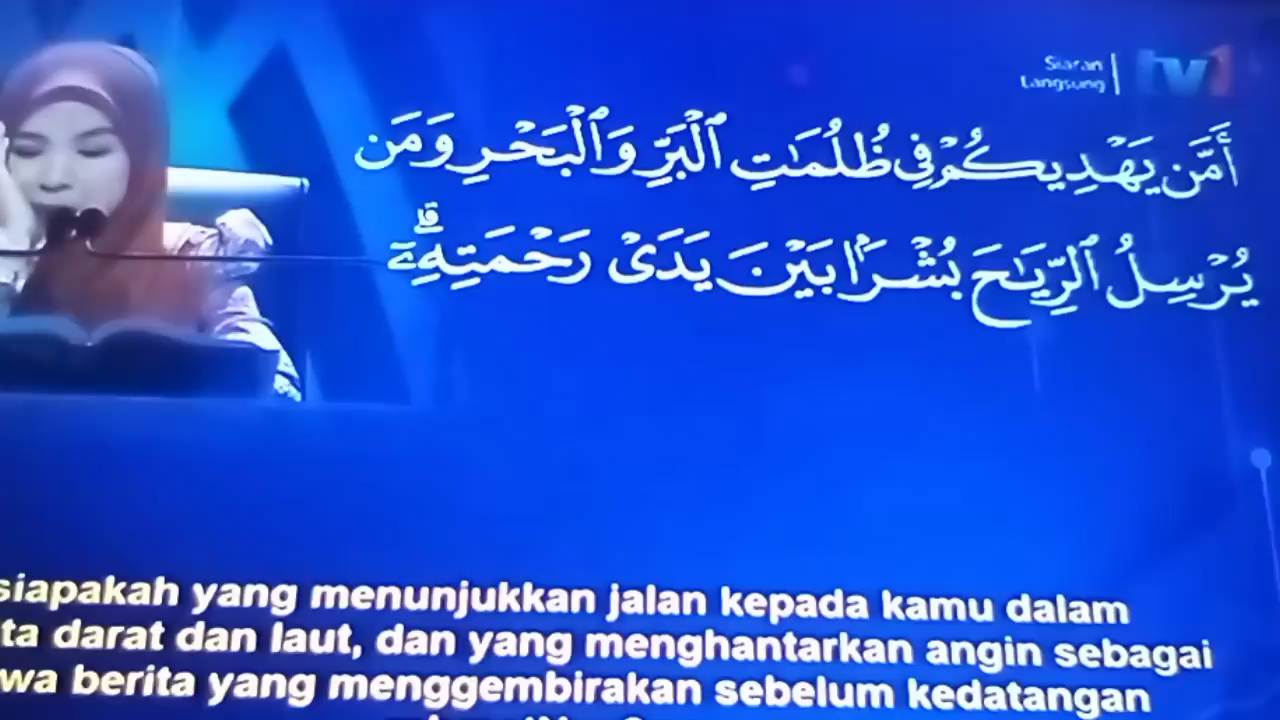 Siaran
Langsung
tv1
أَمَّن يَهْدِيكُمْ فِى ظُلُمَٰتِ ٱلْبَرِّ وَٱلْبَحْرِ وَمَن
يُرْسِلُ ٱلرِّيَٰحَ بُشْرًۢا بَيْنَ يَدَىْ رَحْمَتِهِۦٓ ۗ
siapakah yang menunjukkan jalan kepada kamu dalam
ta darat dan laut, dan yang menghantarkan angin sebagai
wa berita yang menggembirakan sebelum kedatangan